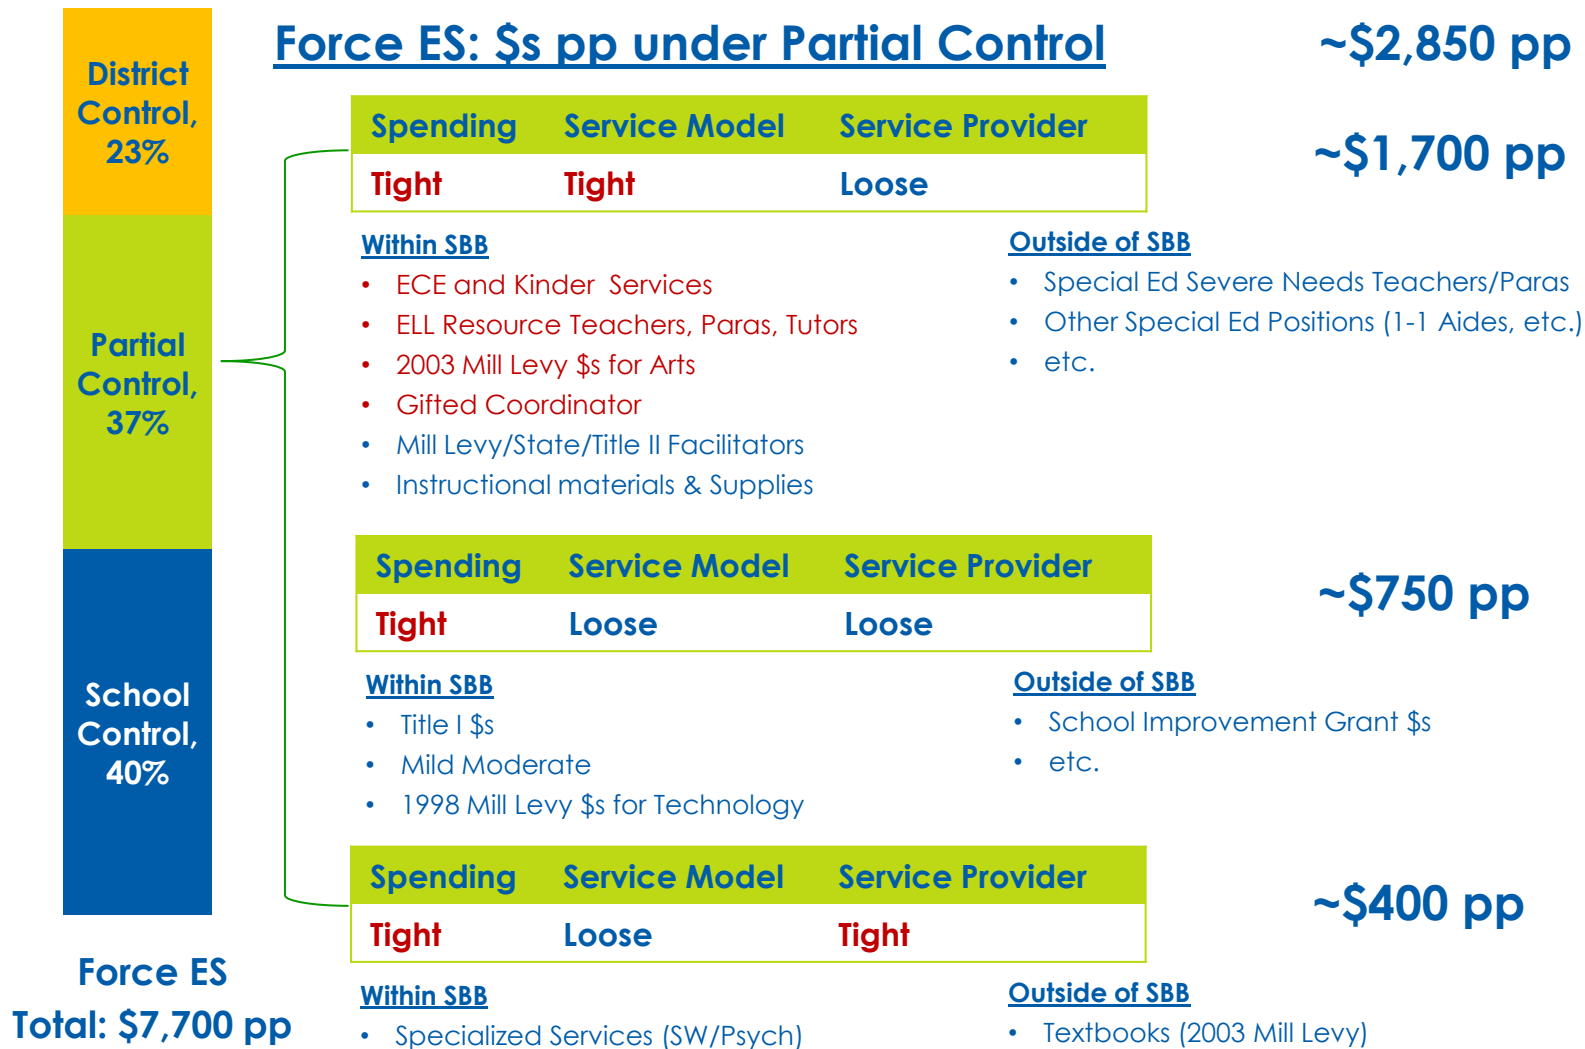 Force ES: $s pp under Partial Control
~$2,850 pp
District
Control,
23%
Partial
Control,
37%
School
Control,
40%
Force ES
Total: $7,700 pp
Spending Service Model Service Provider
Tight Tight Loose
~$1,700 pp
Within SBB
• ECE and Kinder Services
• ELL Resource Teachers, Paras, Tutors
• 2003 Mill Levy $s for Arts
• Gifted Coordinator
• Mill Levy/State/Title II Facilitators
• Instructional materials & Supplies
Outside of SBB
• Special Ed Severe Needs Teachers/Paras
• Other Special Ed Positions (1-1 Aides, etc.)
• etc.
Spending Service Model Service Provider
Tight Loose Loose
~$750 pp
Within SBB
• Title I $s
• Mild Moderate
• 1998 Mill Levy $s for Technology
Outside of SBB
• School Improvement Grant $s
• etc.
Spending Service Model Service Provider
Tight Loose Tight
~$400 pp
Within SBB
• Specialized Services (SW/Psych)
Outside of SBB
• Textbooks (2003 Mill Levy)